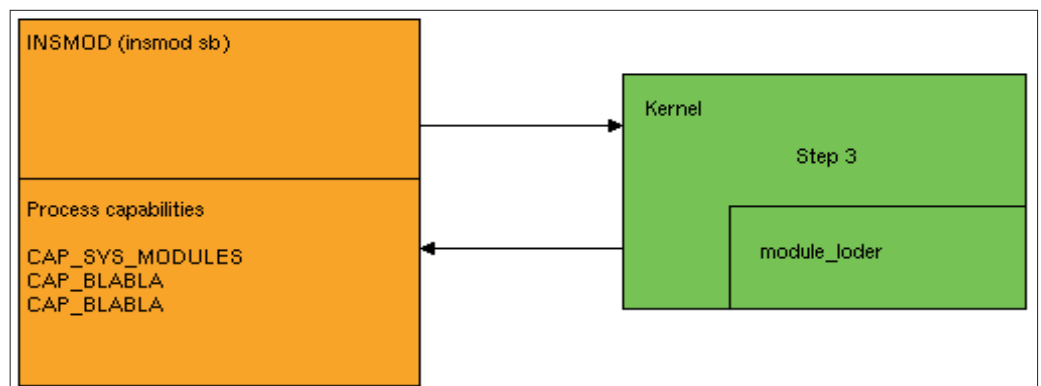 INSMOD (insmod sb)
Process capabilities
CAP_SYS_MODULES
CAP_BLABLA
CAP_BLABLA
Kernel
Step 3
module_loder